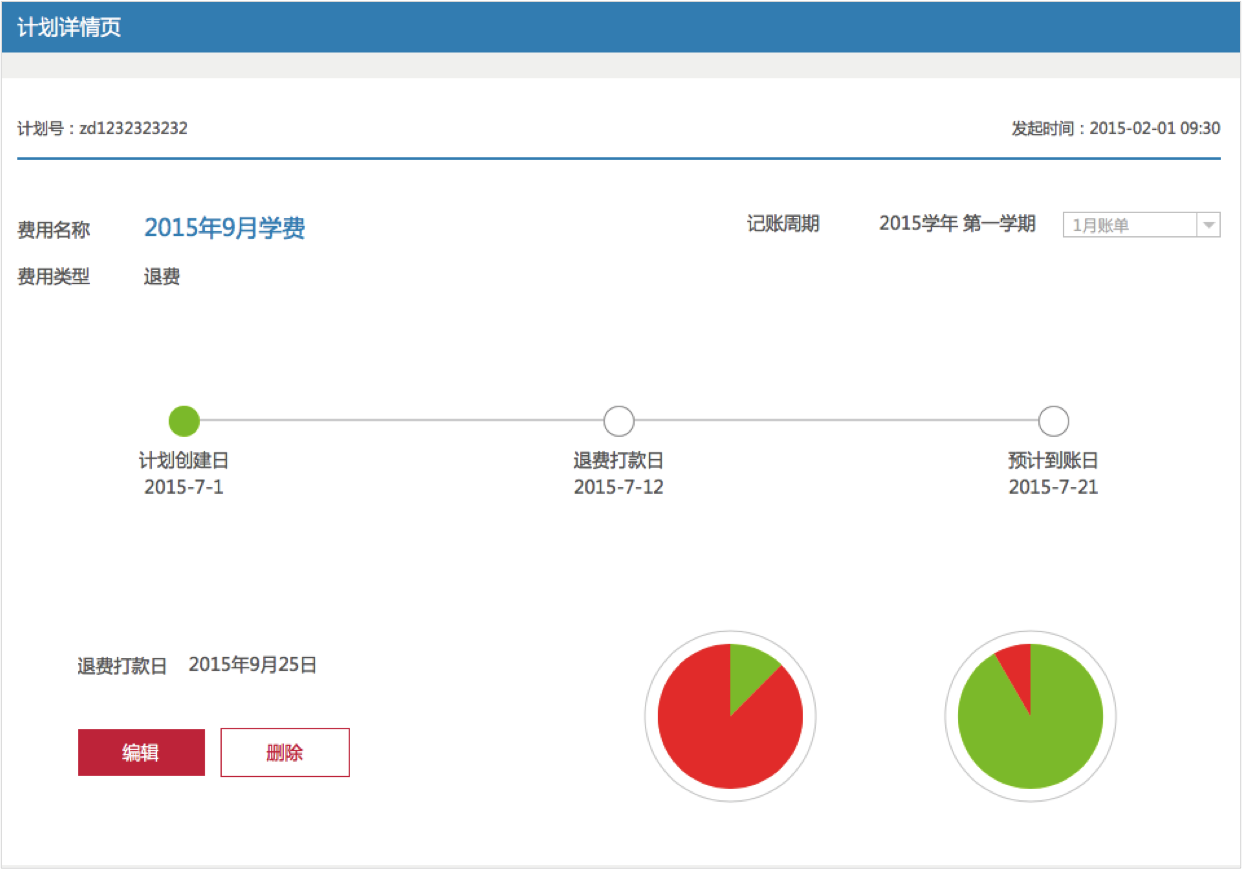 计划详情页
计划号：zd1232323232
发起时间：2015-02-01 09:30
费用名称 2015年9月学费
记账周期 2015学年 第一学期 1月账单
费用类型 退费
计划创建日 退费打款日 预计到账日
2015-7-1 2015-7-12 2015-7-21
退费打款日 2015年9月25日
编辑 删除